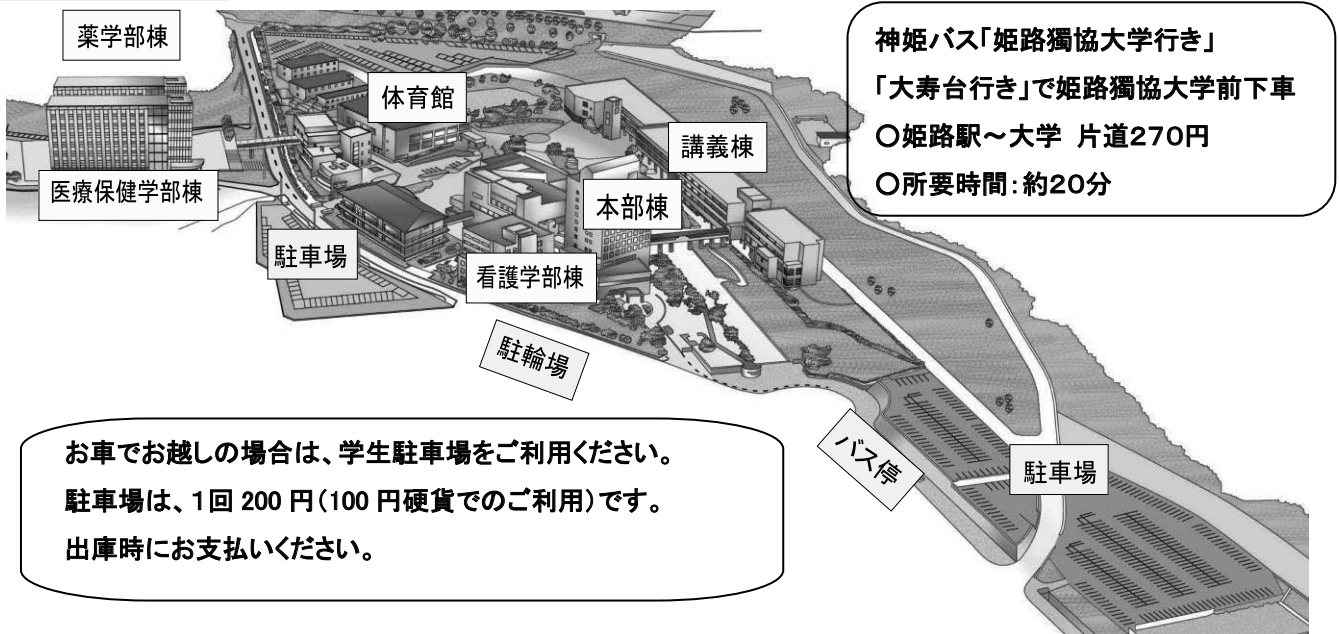 薬学部棟
体育館
講義棟
医療保健学部棟
本部棟
駐車場
看護学部棟
駐輪場
バス停
駐車場
神姫バス「姫路獨協大学行き」
「大寿台行き」で姫路獨協大学前下車
〇姫路駅～大学 片道270円
〇所要時間：約20分
お車でお越しの場合は、学生駐車場をご利用ください。
駐車場は、1回 200 円（100 円硬貨でのご利用）です。
出庫時にお支払いください。